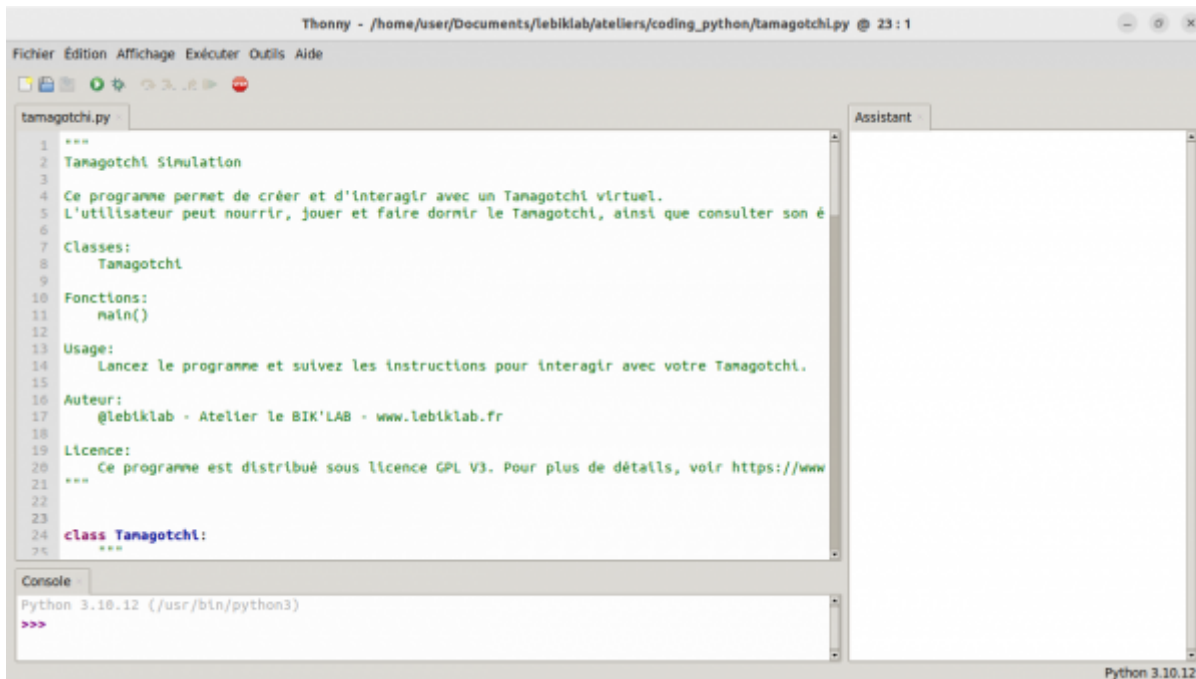 Thonny - /home/user/Documents/lebiklab/ateliers/coding_python/tamagotchi.py @ 23 : 1
Fichier Édition Affichage Exécuter Outils Aide
tamagotchi.py
Assistant
1 """
2 Tamagotchi Simulation
3
4 Ce programme permet de créer et d'interagir avec un Tamagotchi virtuel.
5 L'utilisateur peut nourrir, jouer et faire dormir le Tamagotchi, ainsi que consulter son é
6
7 Classes:
8 Tamagotchi
9
10 Fonctions:
11 main()
12
13 Usage:
14 Lancez le programme et suivez les instructions pour interagir avec votre Tamagotchi.
15
16 Auteur:
17 @lebiklab - Atelier le BIK'LAB - www.lebiklab.fr
18
19 Licence:
20 Ce programme est distribué sous licence GPL V3. Pour plus de détails, voir https://www
21 """
22
23
24 class Tamagotchi:
25 """
Console
Python 3.10.12 (/usr/bin/python3)
>>>
Python 3.10.12